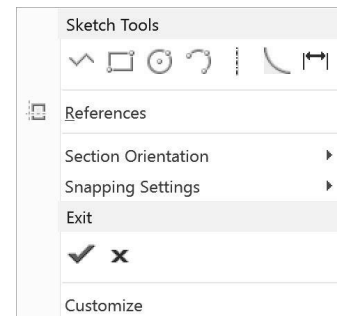 Sketch Tools
References
Section Orientation
Snapping Settings
Exit
Customize